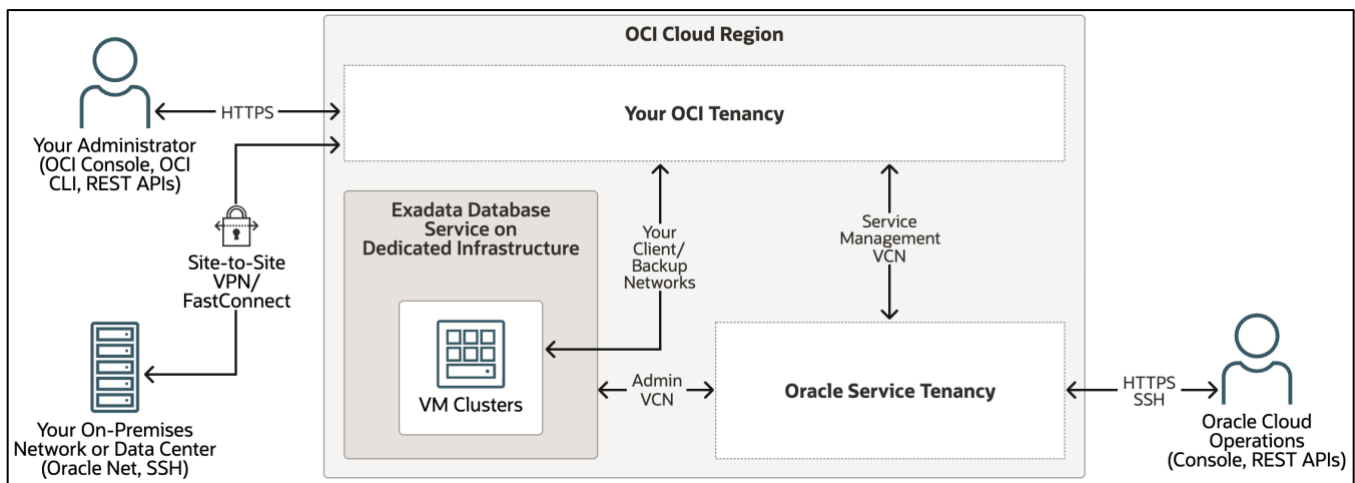 OCI Cloud Region
Your OCI Tenancy
HTTPS
Your Administrator
(OCI Console, OCI
CLI, REST APIs)
Site-to-Site
VPN/
FastConnect
Your On-Premises
Network or Data Center
(Oracle Net, SSH)
Exadata Database
Service on
Dedicated Infrastructure
VM Clusters
Your
Client/
Backup
Networks
Service
Management
VCN
Admin
VCN
Oracle Service Tenancy
HTTPS
SSH
Oracle Cloud
Operations
(Console, REST APIs)